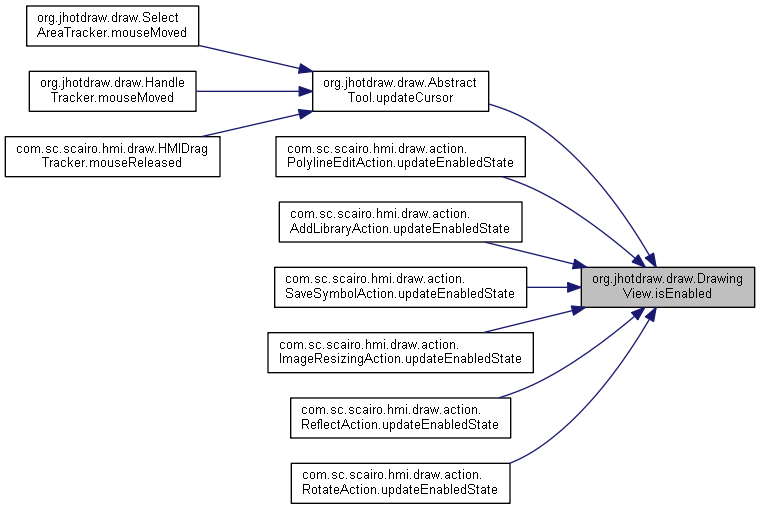 org.jhotdraw.draw.Select
AreaTracker.mouseMoved
org.jhotdraw.draw.Handle
Tracker.mouseMoved
org.jhotdraw.draw.Abstract
Tool.updateCursor
com.sc.scairo.hmi.draw.HMIDrag
Tracker.mouseReleased
com.sc.scairo.hmi.draw.action.
PolylineEditAction.updateEnabledState
com.sc.scairo.hmi.draw.action.
AddLibraryAction.updateEnabledState
com.sc.scairo.hmi.draw.action.
SaveSymbolAction.updateEnabledState
org.jhotdraw.draw.Drawing
View.isEnabled
com.sc.scairo.hmi.draw.action.
ImageResizingAction.updateEnabledState
com.sc.scairo.hmi.draw.action.
ReflectAction.updateEnabledState
com.sc.scairo.hmi.draw.action.
RotateAction.updateEnabledState